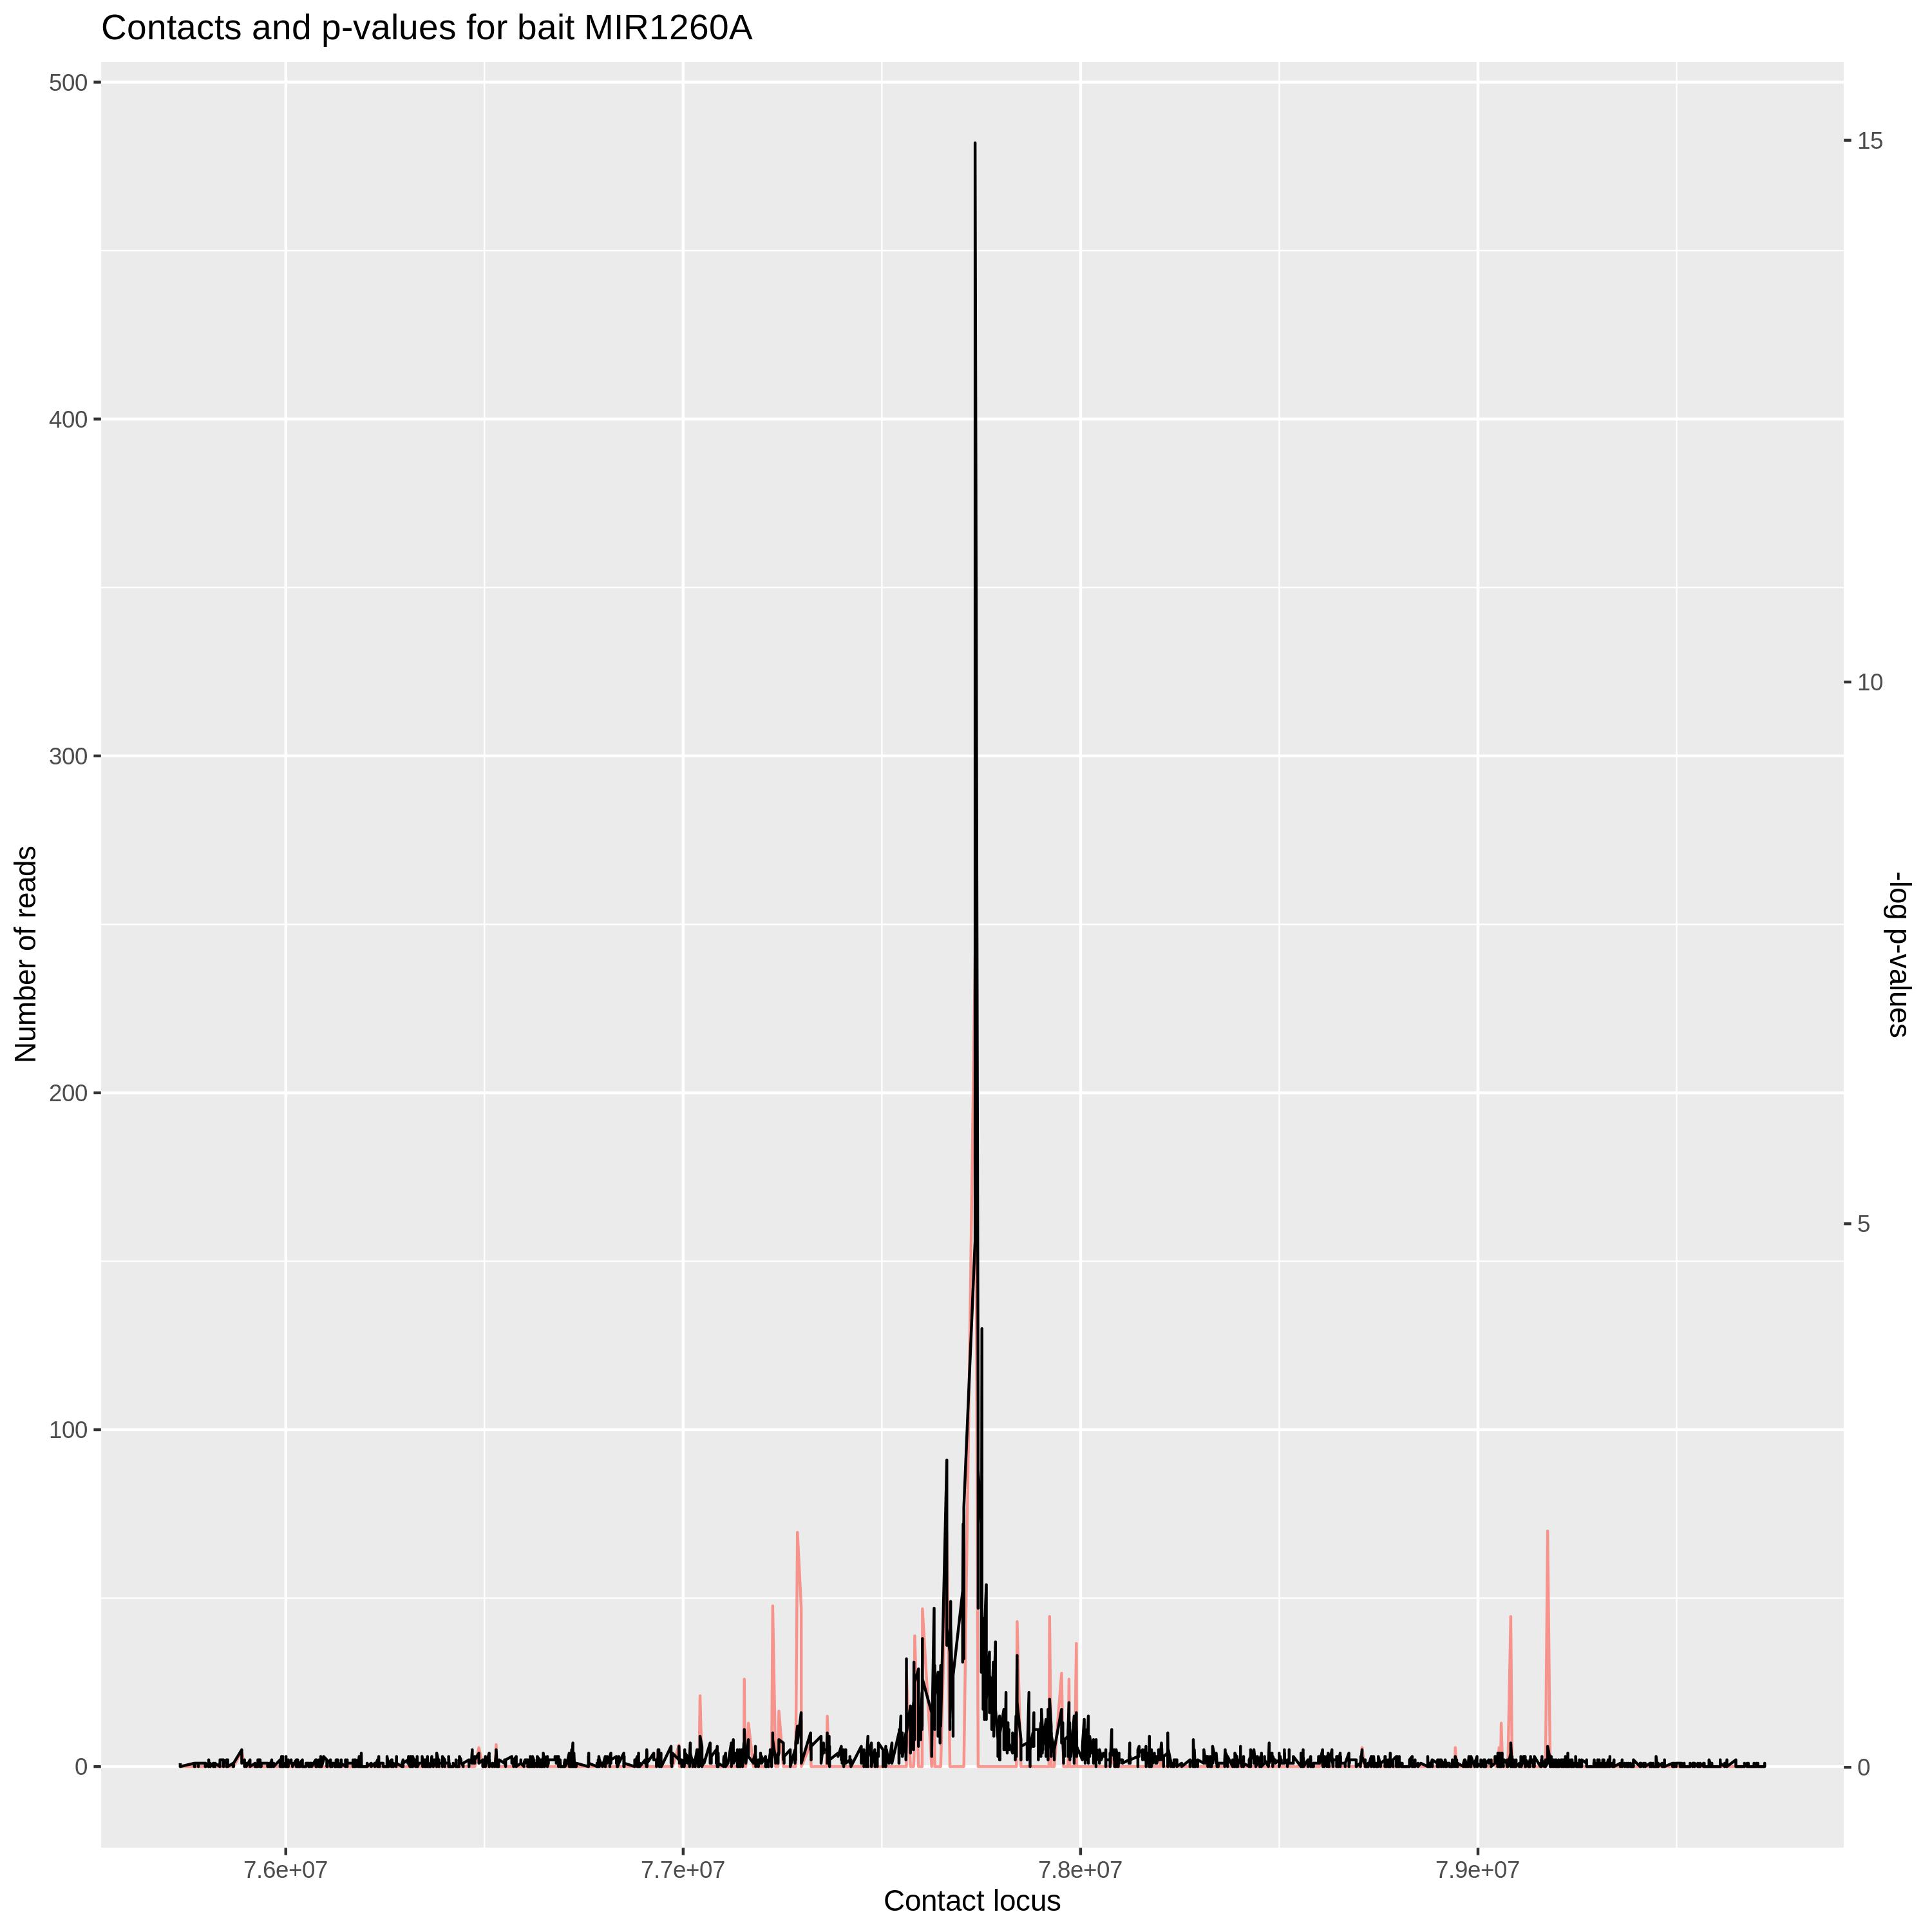 Contacts and p-values for bait MIR1260A
500
400
300
200
100
0
15
10
5
0
Number of reads
-log p-values
7.6e+07
7.7e+07
7.8e+07
7.9e+07
Contact locus